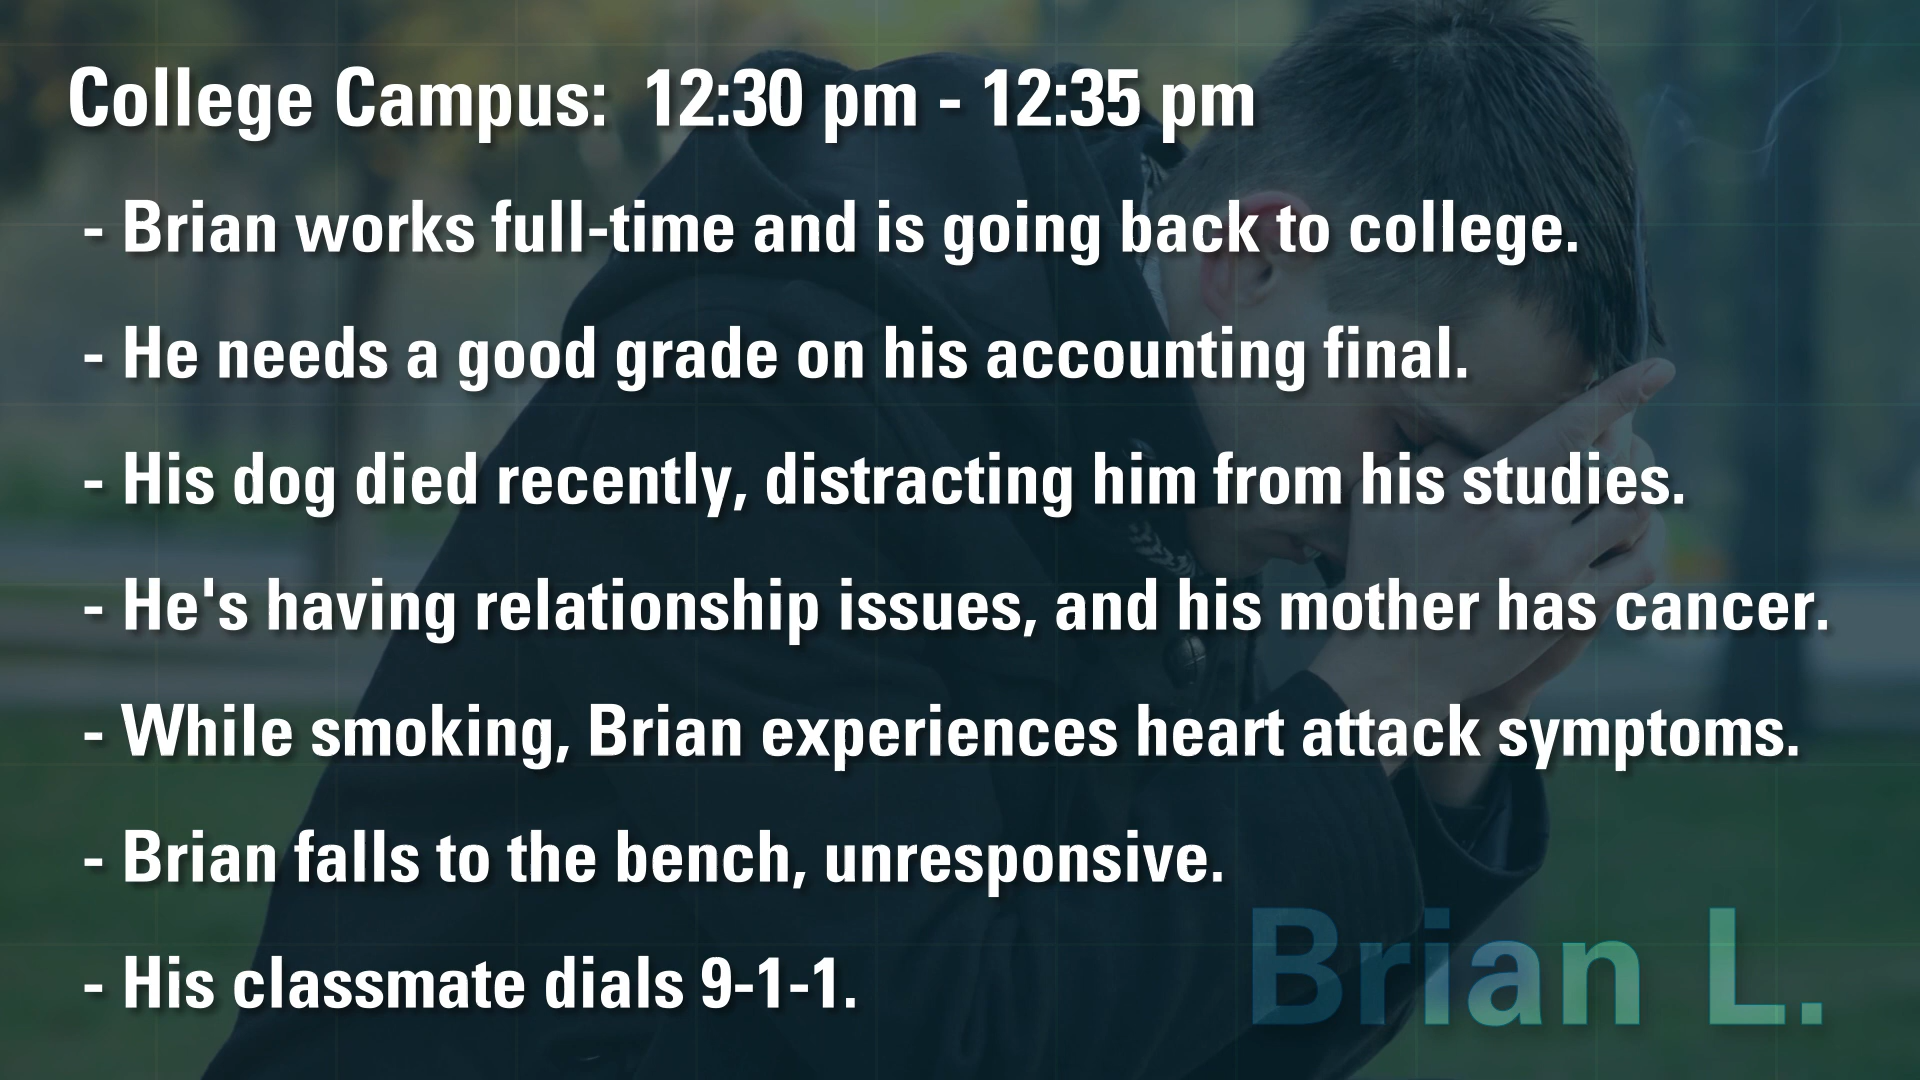 College Campus: 12:30 pm - 12:35 pm
- Brian works full-time and is going back to college.
- He needs a good grade on his accounting final.
- His dog died recently, distracting him from his studies.
- He's having relationship issues, and his mother has cancer.
- While smoking, Brian experiences heart attack symptoms.
- Brian falls to the bench, unresponsive.
- His classmate dials 9-1-1.
Brian L.